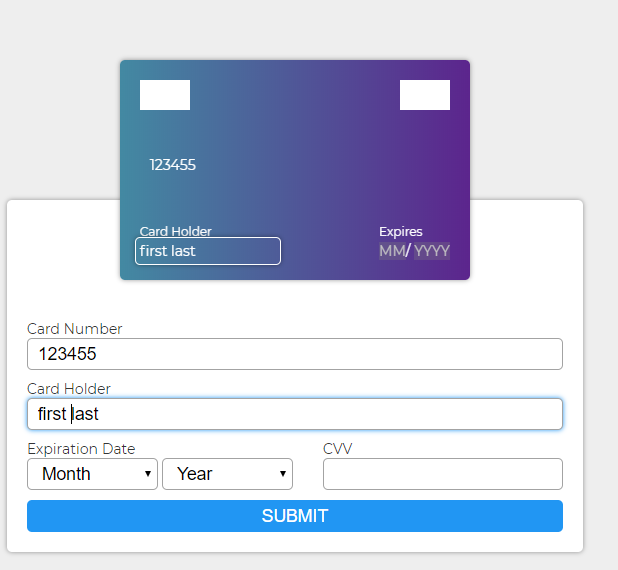 123455
Card Holder Expires
first last MM/ YYYY
Card Number
123455
Card Holder
first last
Expiration Date CVV
Month Year
SUBMIT